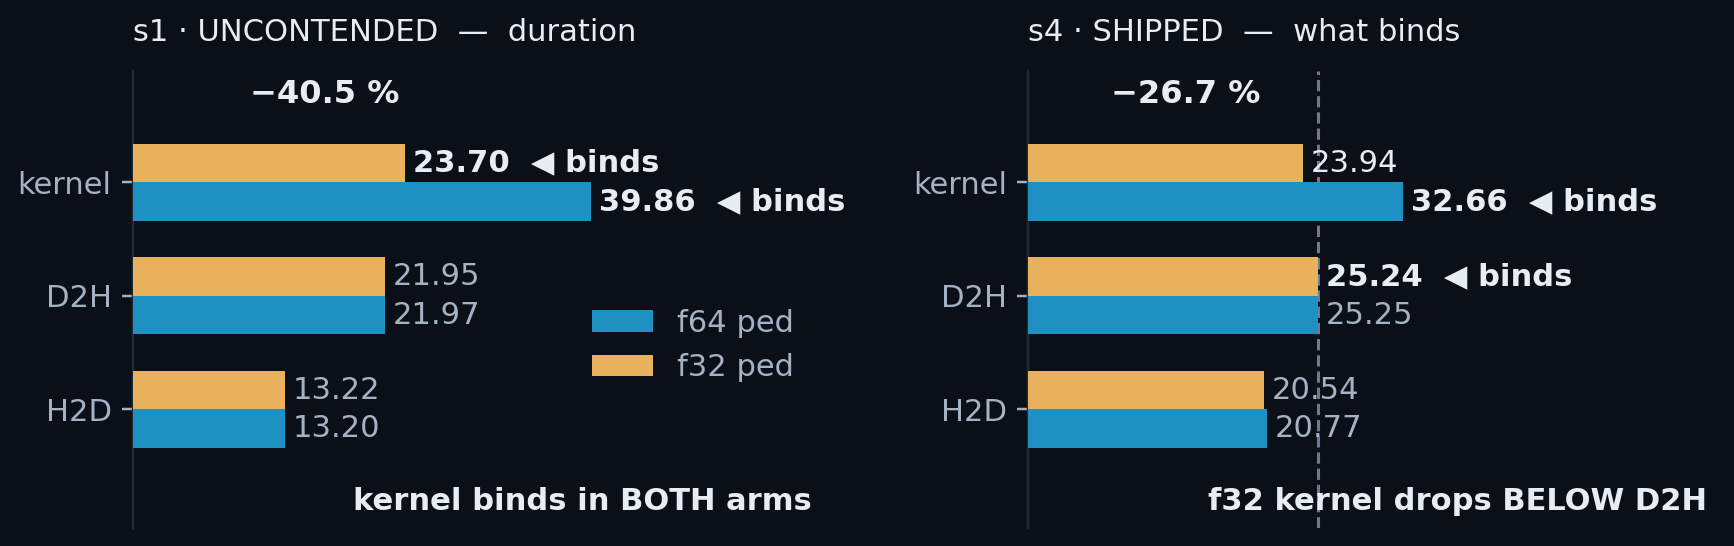 s1 · UNCONTENDED — duration
−40.5 %
kernel
23.70 ◀ binds
39.86 ◀ binds
D2H
21.95
21.97
H2D
13.22
13.20
f64 ped
f32 ped
kernel binds in BOTH arms
s4 · SHIPPED — what binds
−26.7 %
kernel
23.94
32.66 ◀ binds
D2H
25.24 ◀ binds
25.25
H2D
20.54
20.77
f32 kernel drops BELOW D2H